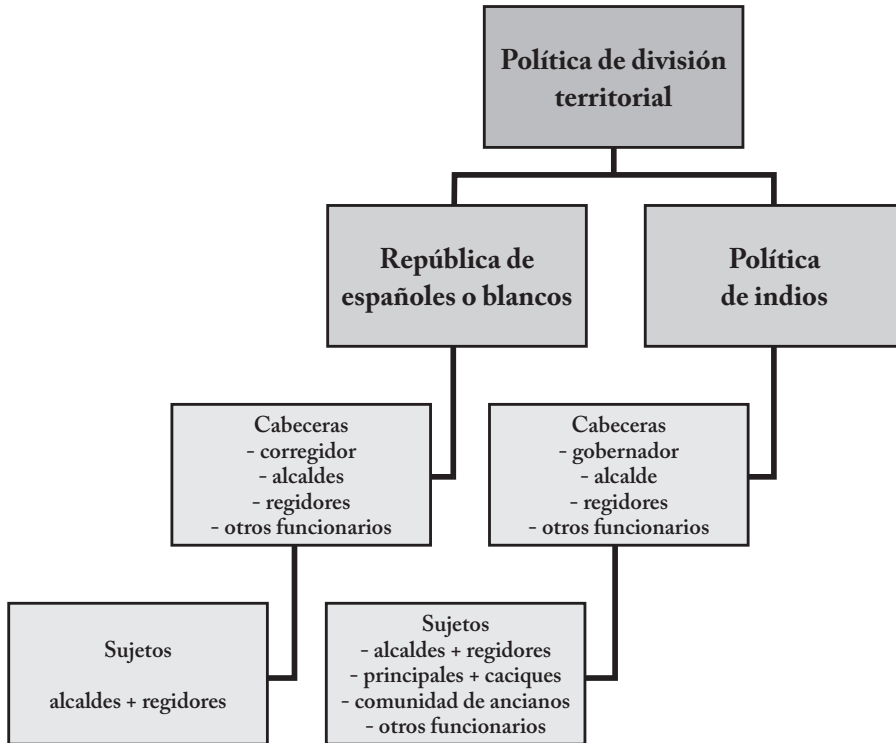 Política de división
territorial
República de
españoles o blancos
Política
de indios
Cabeceras
- corregidor
- alcaldes
- regidores
- otros funcionarios
Cabeceras
- gobernador
- alcalde
- regidores
- otros funcionarios
Sujetos
alcaldes + regidores
Sujetos
- alcaldes + regidores
- principales + caciques
- comunidad de ancianos
- otros funcionarios